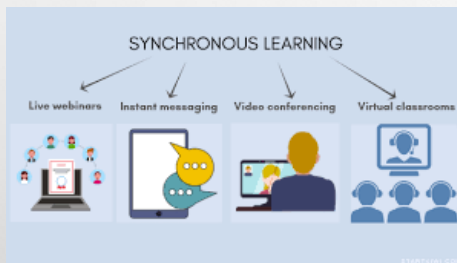 SYNCHRONOUS LEARNING
Live webinars
Instant messaging
Video conferencing
Virtual classrooms